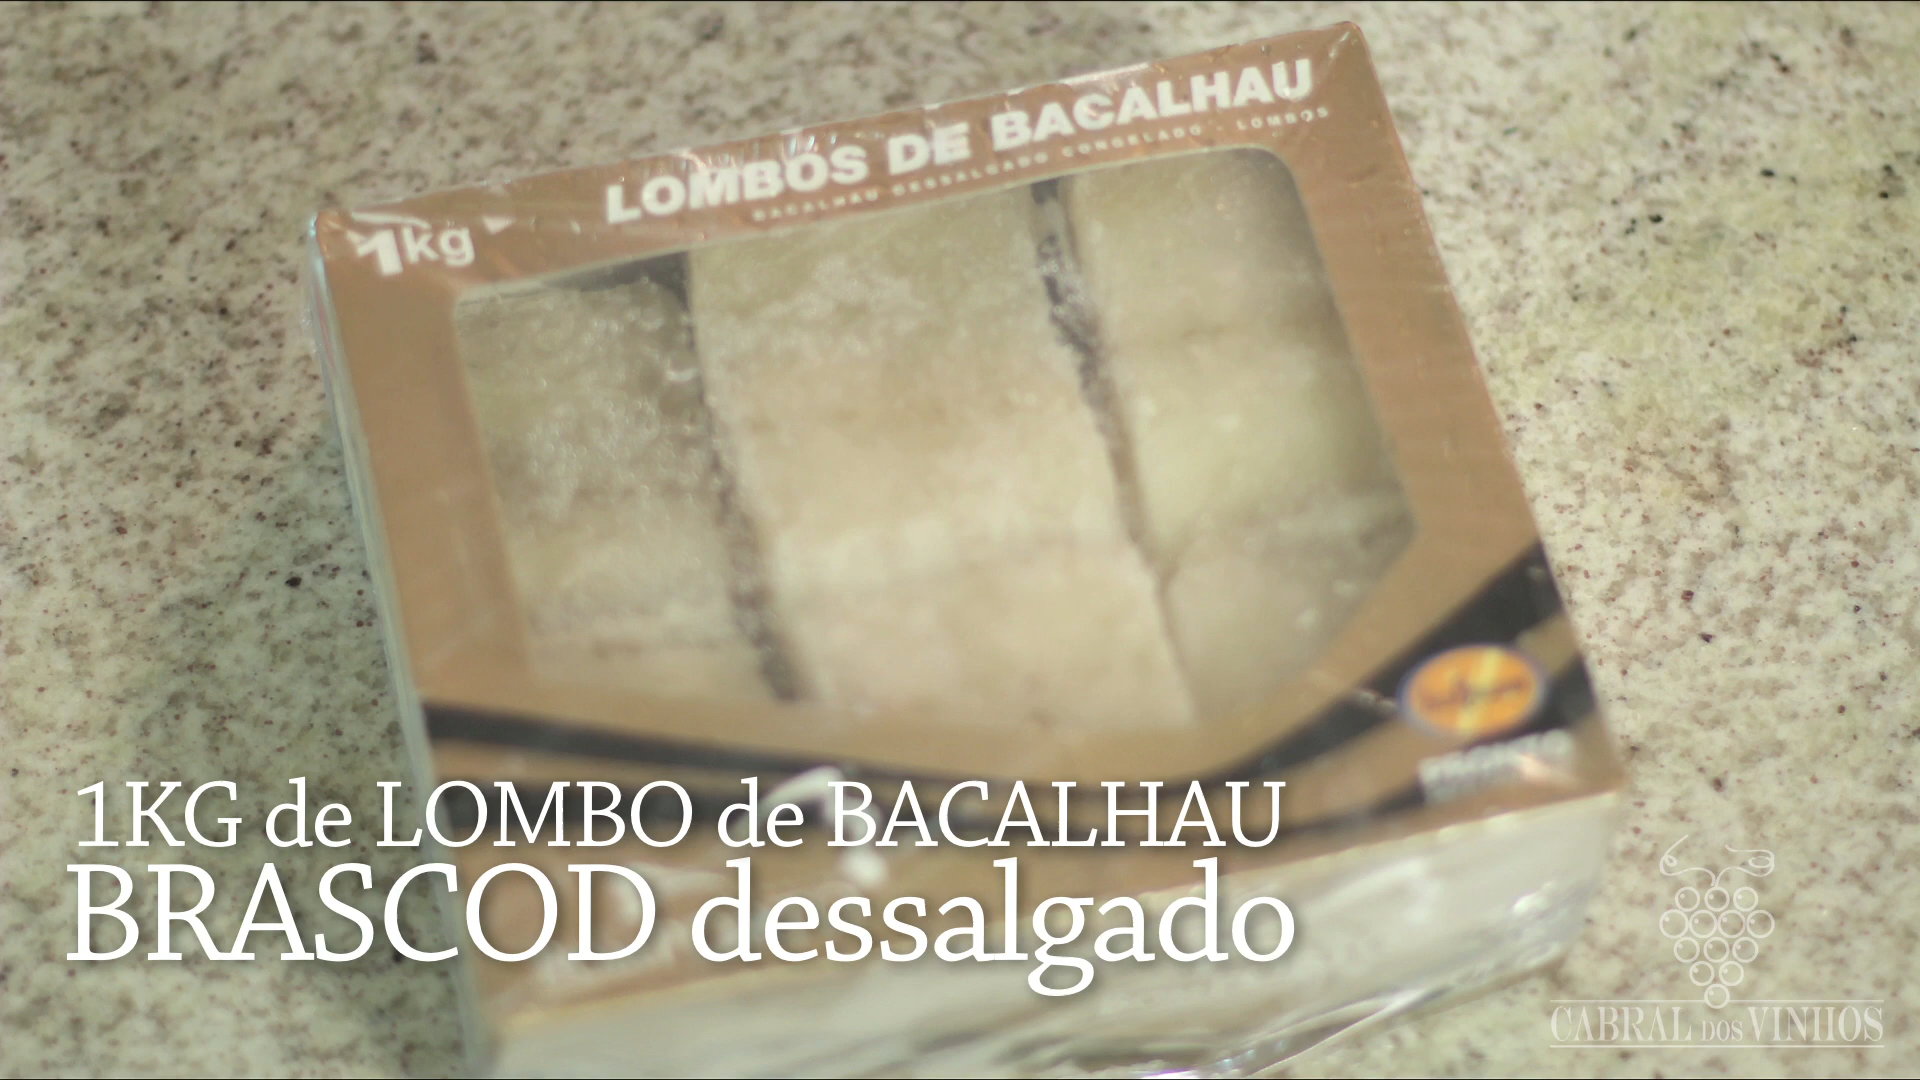 LOMBOS DE BACALHAU
BACALHAU DESSALGADO CONGELADO - LOMBOS
1kg
1KG de LOMBO de BACALHAU
BRASCOD dessalgado
CABRAL DOS VINHOS